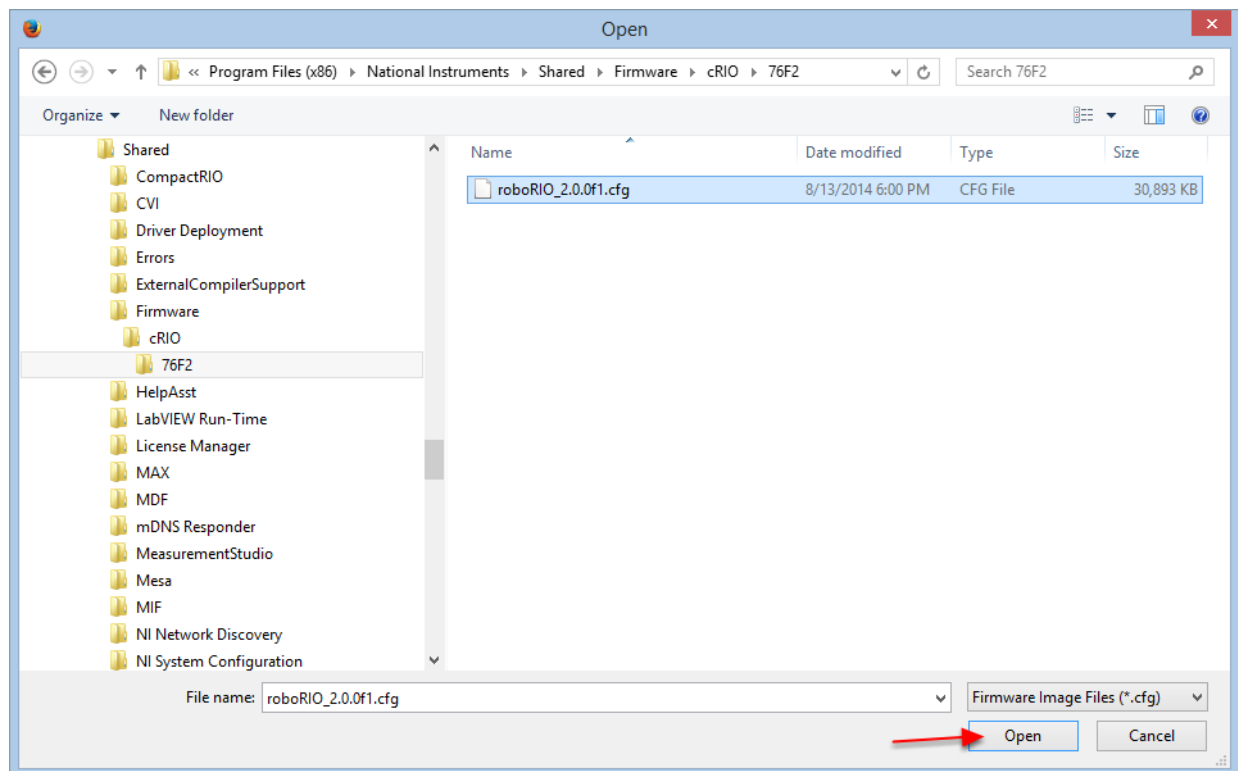 Open
« Program Files (x86) National Instruments Shared Firmware cRIO 76F2 Search 76F2
Organize New folder
Name Date modified Type Size
roboRIO_2.0.0f1.cfg 8/13/2014 6:00 PM CFG File 30,893 KB
Shared
CompactRIO
CVI
Driver Deployment
Errors
ExternalCompilerSupport
Firmware
cRIO
76F2
HelpAsst
LabVIEW Run-Time
License Manager
MAX
MDF
mDNS Responder
MeasurementStudio
Mesa
MIF
NI Network Discovery
NI System Configuration
File name: roboRIO_2.0.0f1.cfg Firmware Image Files (*.cfg)
Open Cancel